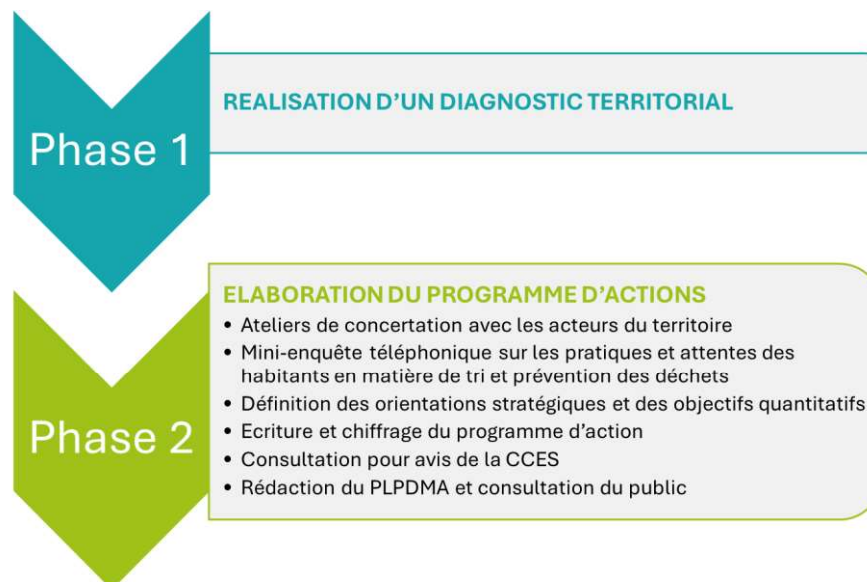 Phase 1
REALISATION D'UN DIAGNOSTIC TERRITORIAL
Phase 2
ELABORATION DU PROGRAMME D'ACTIONS
• Ateliers de concertation avec les acteurs du territoire
• Mini-enquête téléphonique sur les pratiques et attentes des
habitants en matière de tri et prévention des déchets
• Définition des orientations stratégiques et des objectifs quantitatifs
• Ecriture et chiffrage du programme d'action
• Consultation pour avis de la CCES
• Rédaction du PLPDMA et consultation du public